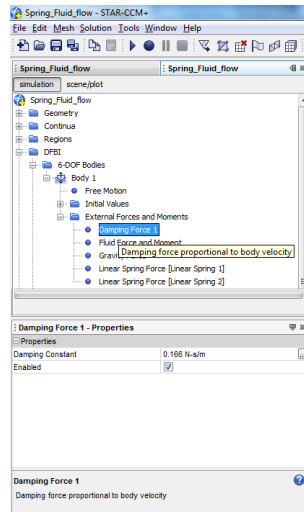 Spring_Fluid_flow - STAR-CCM+
File Edit Mesh Solution Tools Window Help
Spring_Fluid_flow
Spring_Fluid_flow
simulation scene/plot
Spring_Fluid_flow
Geometry
Continua
Regions
DFBI
6-DOF Bodies
Body 1
Free Motion
Initial Values
External Forces and Moments
Damping Force 1
Fluid Force and Moment
Damping force proportional to body velocity
Linear Spring Force [Linear Spring 1]
Linear Spring Force [Linear Spring 2]
Damping Force 1 - Properties
Properties
Damping Constant 0.166 N-s/m
Enabled
Damping Force 1
Damping force proportional to body velocity